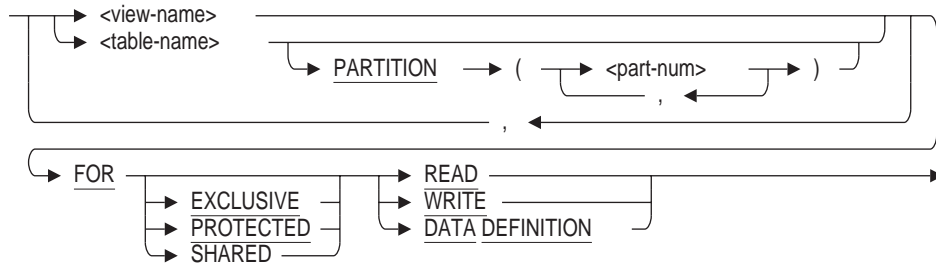 <view-name>
<table-name>
PARTITION ( <part-num> )
,
,
FOR READ
EXCLUSIVE WRITE
PROTECTED DATA DEFINITION
SHARED